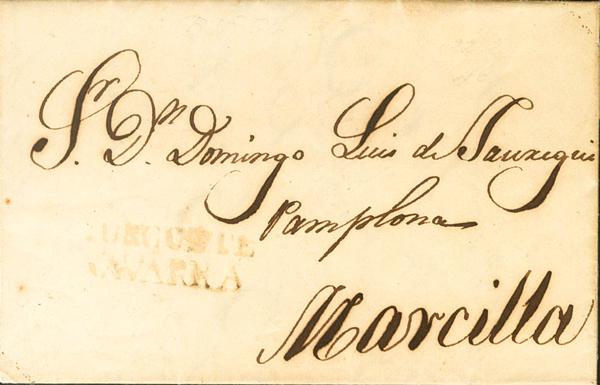 Sr. Dn. Domingo Luis de Jauregui
Pamplona
Marcilla